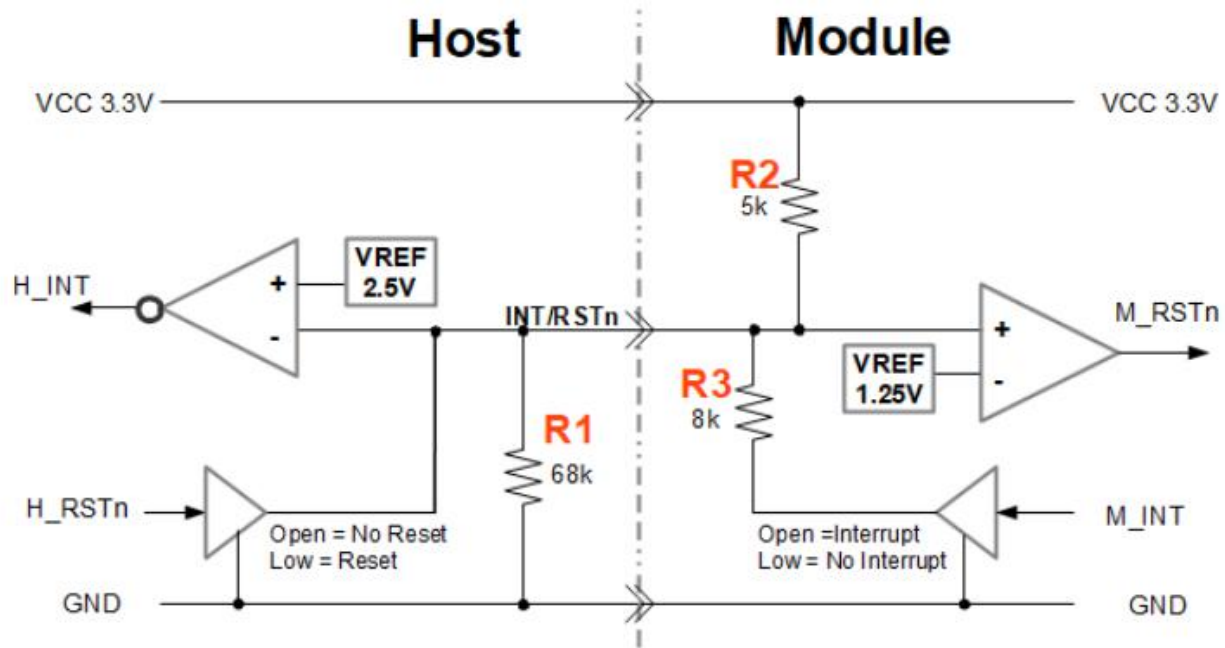 Host
Module
VCC 3.3V
VCC 3.3V
R2
5k
H_INT
+
-
VREF
2.5V
INT/RSTn
R3
8k
VREF
1.25V
+
-
M_RSTn
R1
68k
H_RSTn
Open = No Reset
Low = Reset
Open =Interrupt
Low = No Interrupt
M_INT
GND
GND